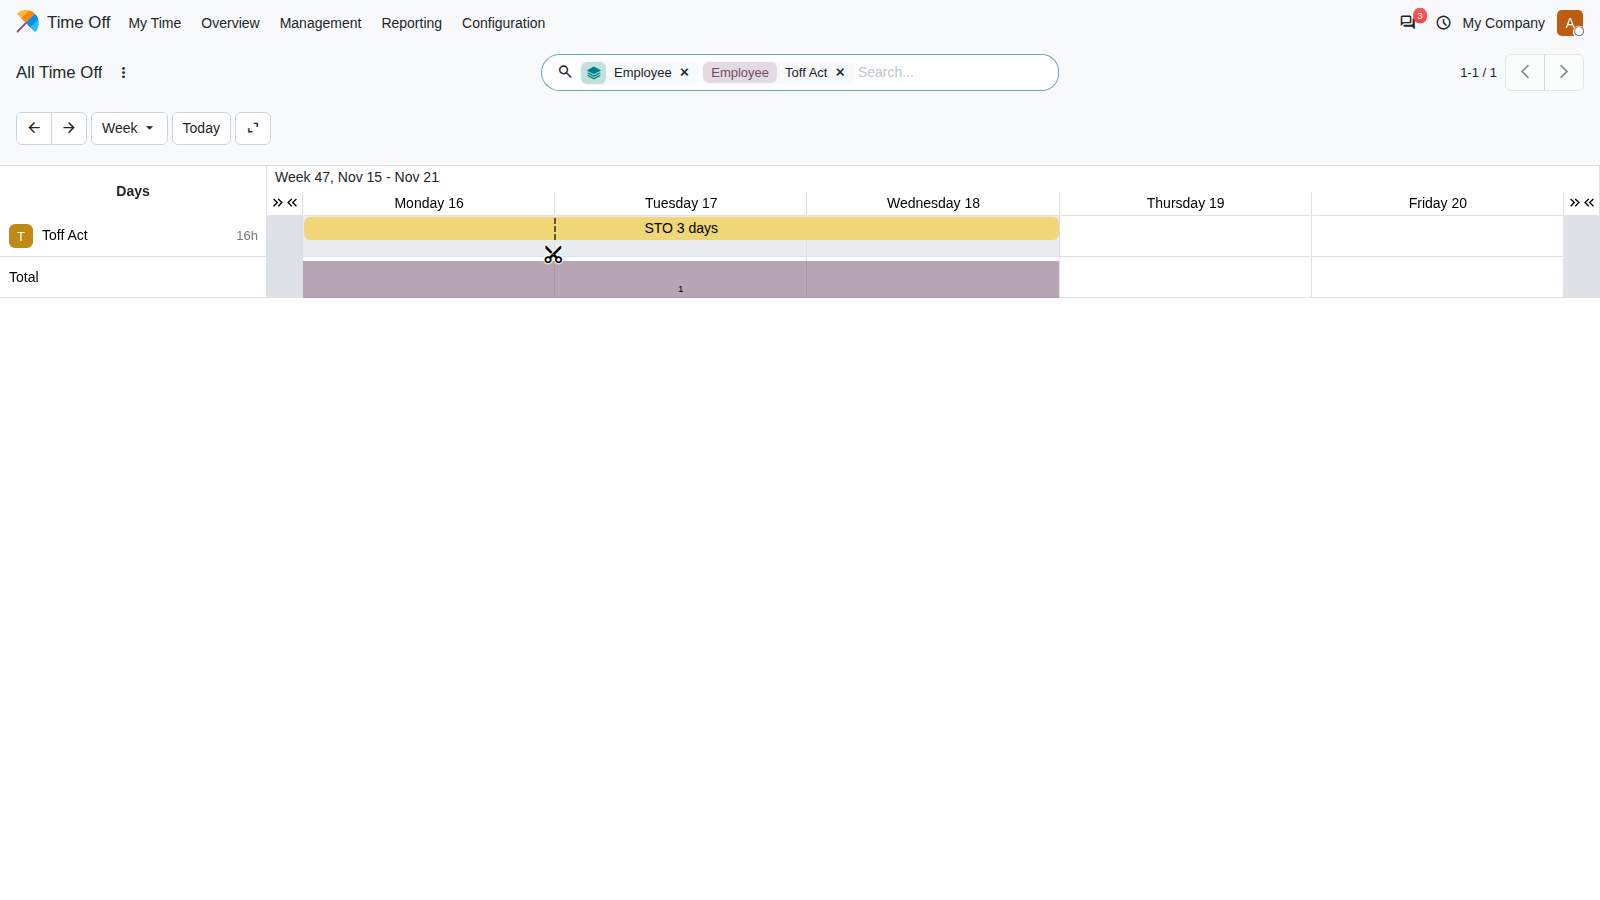 Time Off My Time Overview Management Reporting Configuration 3 My Company A
All Time Off Employee × Employee Toff Act × Search... 1-1 / 1
Week Today
Days Week 47, Nov 15 - Nov 21
Monday 16 Tuesday 17 Wednesday 18 Thursday 19 Friday 20
T Toff Act 16h STO 3 days
Total 1